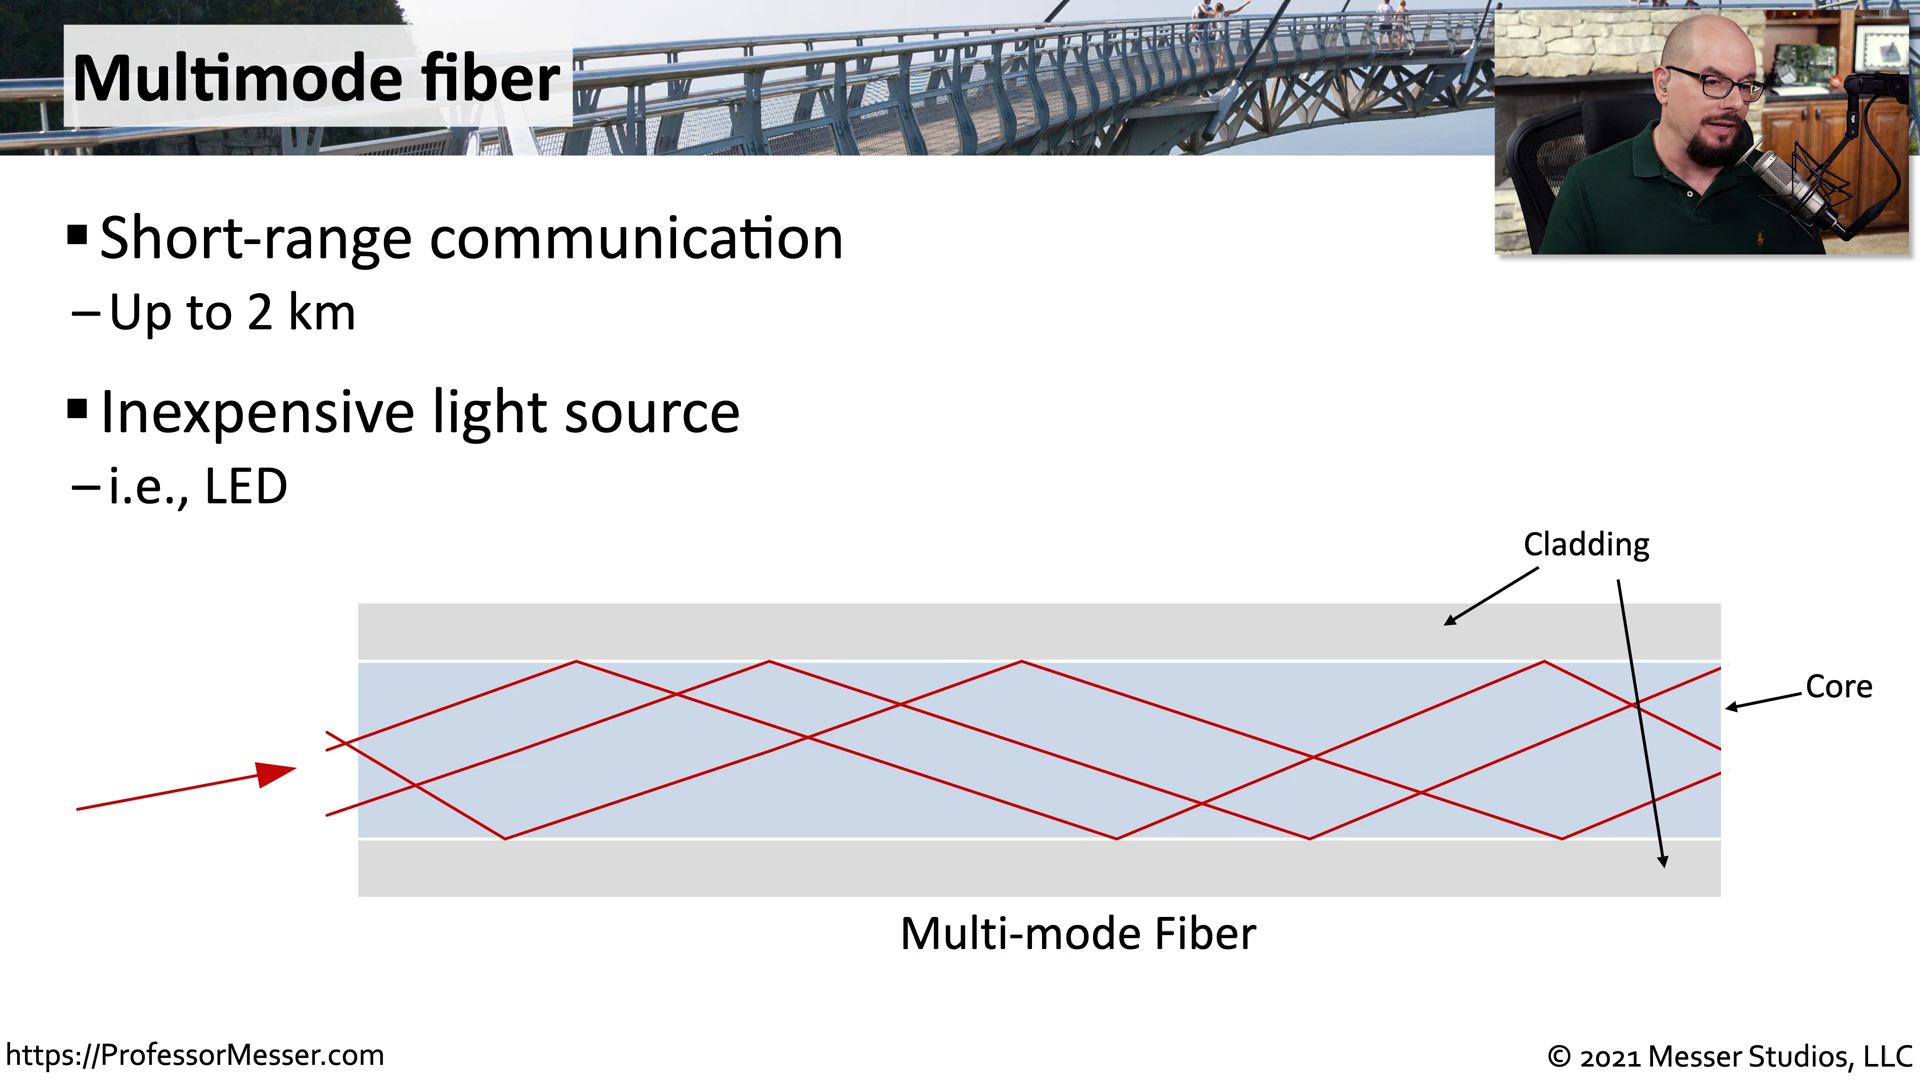 Multimode fiber
▪ Short-range communication
– Up to 2 km
▪ Inexpensive light source
– i.e., LED
Cladding
Core
Multi-mode Fiber
https://ProfessorMesser.com
© 2021 Messer Studios, LLC